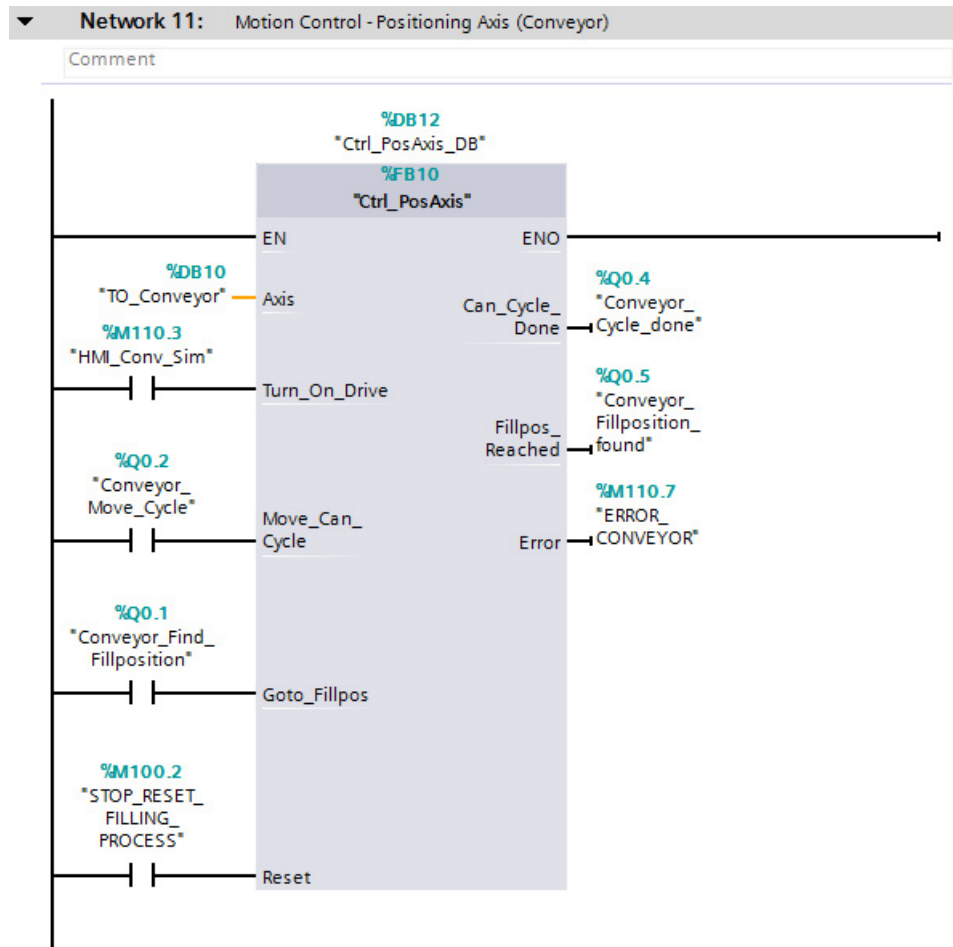 Network 11: Motion Control - Positioning Axis (Conveyor)
Comment
%DB12
"Ctrl_PosAxis_DB"
%FB10
"Ctrl_PosAxis"
EN
ENO
%DB10
"TO_Conveyor"
Axis
%Q0.4
"Conveyor_
Cycle_done"
Can_Cycle_
Done
%M110.3
"HMI_Conv_Sim"
Turn_On_Drive
%Q0.5
"Conveyor_
Fillposition_
found"
Fillpos_
Reached
%Q0.2
"Conveyor_
Move_Cycle"
Move_Can_
Cycle
%M110.7
"ERROR_
CONVEYOR"
Error
%Q0.1
"Conveyor_Find_
Fillposition"
Goto_Fillpos
%M100.2
"STOP_RESET_
FILLING_
PROCESS"
Reset